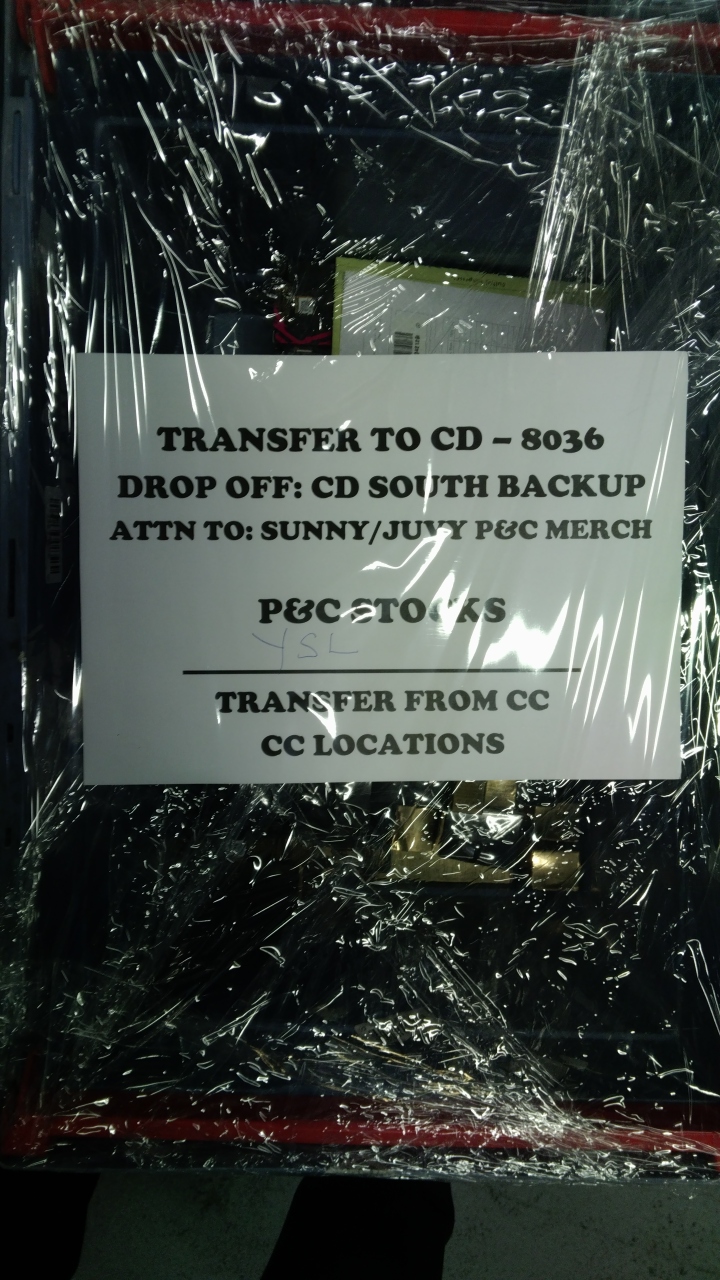 TRANSFER TO CD – 8036
DROP OFF: CD SOUTH BACKUP
ATTN TO: SUNNY/JUVY P&C MERCH
P&C STOCKS
YSL
TRANSFER FROM CC
CC LOCATIONS